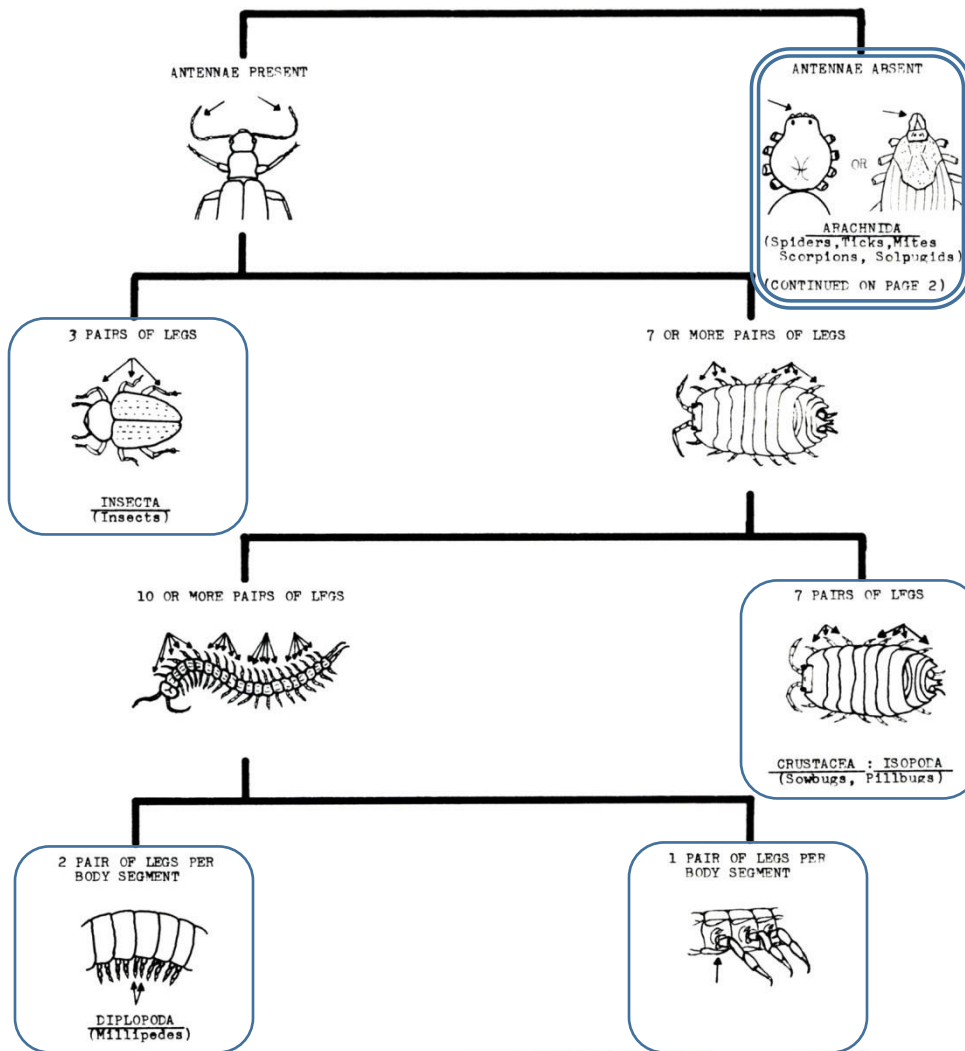 ANTENNAE PRESENT
ANTENNAE ABSENT
OR
ARACHNIDA
(Spiders,Ticks,Mites
Scorpions, Solpugids)
(CONTINUED ON PAGE 2)
3 PAIRS OF LEGS
INSECTA
(Insects)
7 OR MORE PAIRS OF LEGS
10 OR MORE PAIRS OF LEGS
7 PAIRS OF LEGS
CRUSTACEA : ISOPODA
(Sowbugs, Pillbugs)
2 PAIR OF LEGS PER
BODY SEGMENT
DIPLOPODA
(Millipedes)
1 PAIR OF LEGS PER
BODY SEGMENT